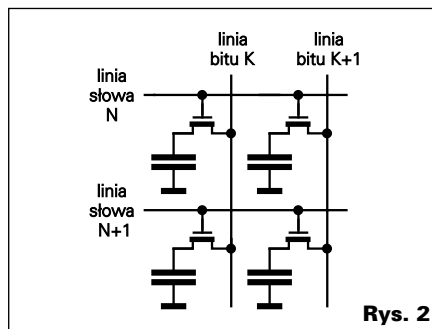 linia
bitu K
linia
bitu K+1
linia
słowa
N
linia
słowa
N+1
Rys. 2